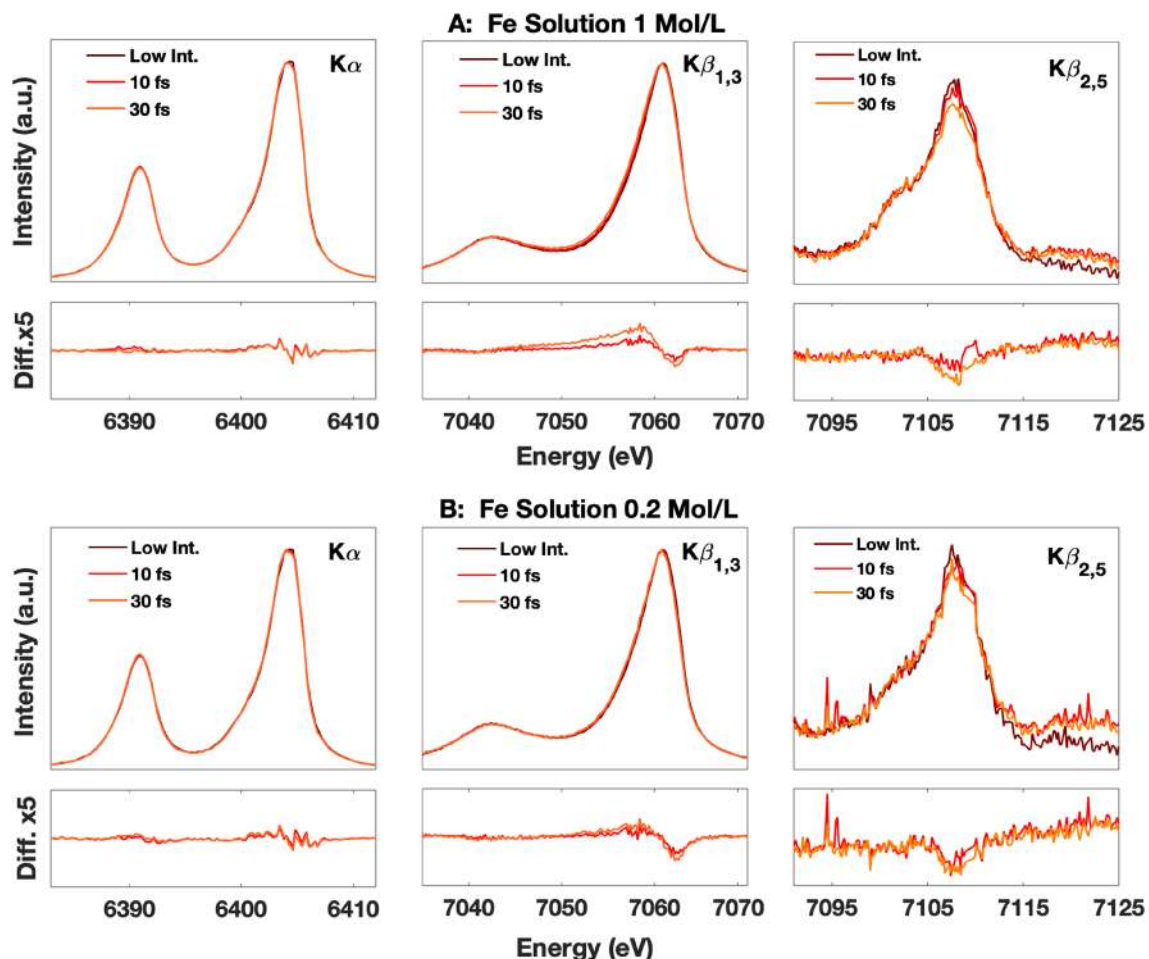 A: Fe Solution 1 Mol/L
Intensity (a.u.)
Low Int.
10 fs
30 fs
Kα
Low Int.
10 fs
30 fs
Kβ1,3
Low Int.
10 fs
30 fs
Kβ2,5
Diff.x5
6390 6400 6410
7040 7050 7060 7070
7095 7105 7115 7125
Energy (eV)
B: Fe Solution 0.2 Mol/L
Intensity (a.u.)
Low Int.
10 fs
30 fs
Kα
Low Int.
10 fs
30 fs
Kβ1,3
Low Int.
10 fs
30 fs
Kβ2,5
Diff. x5
6390 6400 6410
7040 7050 7060 7070
7095 7105 7115 7125
Energy (eV)